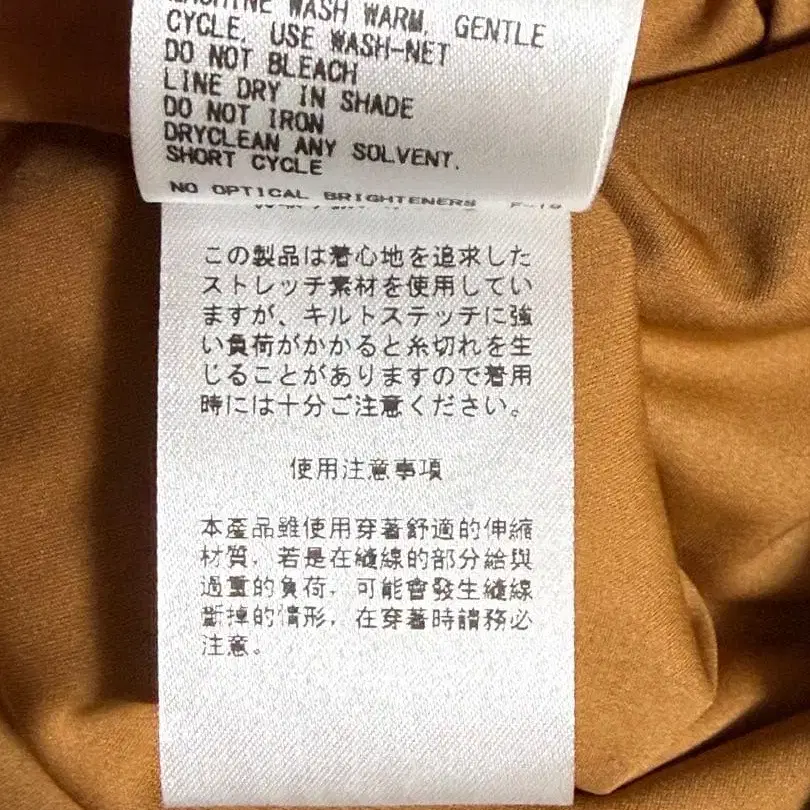 MACHINE WASH WARM, GENTLE
CYCLE, USE WASH-NET
DO NOT BLEACH
LINE DRY IN SHADE
DO NOT IRON
DRYCLEAN ANY SOLVENT.
SHORT CYCLE
NO OPTICAL BRIGHTENERS
この製品は着心地を追求した
ストレッチ素材を使用してい
ますが、キルトステッチに強
い負荷がかかると糸切れを生
じることがありますので着用
時には十分ご注意ください。
使用注意事項
本產品雖使用穿著舒適的伸縮
材質，若是在縫線的部分給與
過重的負荷，可能會發生縫線
斷掉的情形，在穿著時請務必
注意。